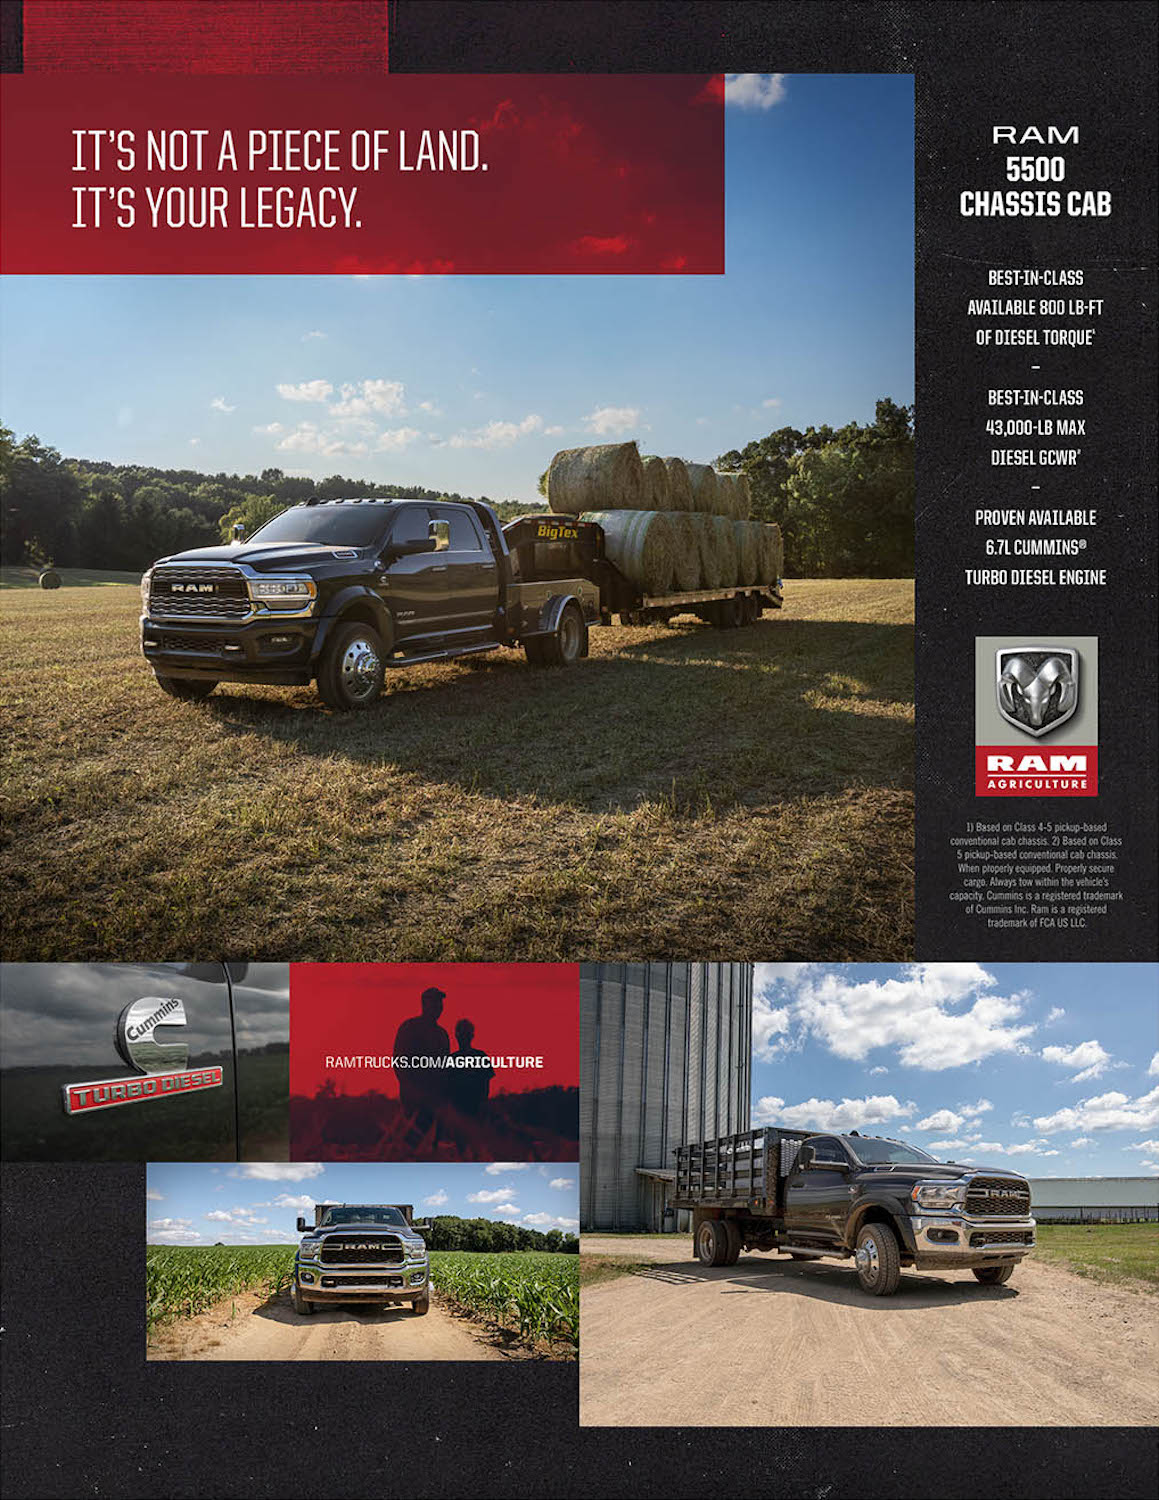 IT'S NOT A PIECE OF LAND.
IT'S YOUR LEGACY.
RAM
5500
CHASSIS CAB
BEST-IN-CLASS
AVAILABLE 800 LB-FT
OF DIESEL TORQUE¹
–
BEST-IN-CLASS
43,000-LB MAX
DIESEL GCWR²
–
PROVEN AVAILABLE
6.7L CUMMINS®
TURBO DIESEL ENGINE
BigTex
RAM
RAM
AGRICULTURE
1) Based on Class 4-5 pickup-based
conventional cab chassis. 2) Based on Class
5 pickup-based conventional cab chassis.
When properly equipped. Properly secure
cargo. Always tow within the vehicle's
capacity. Cummins is a registered trademark
of Cummins Inc. Ram is a registered
trademark of FCA US LLC.
Cummins
TURBO DIESEL
RAMTRUCKS.COM/AGRICULTURE
RAM
RAM